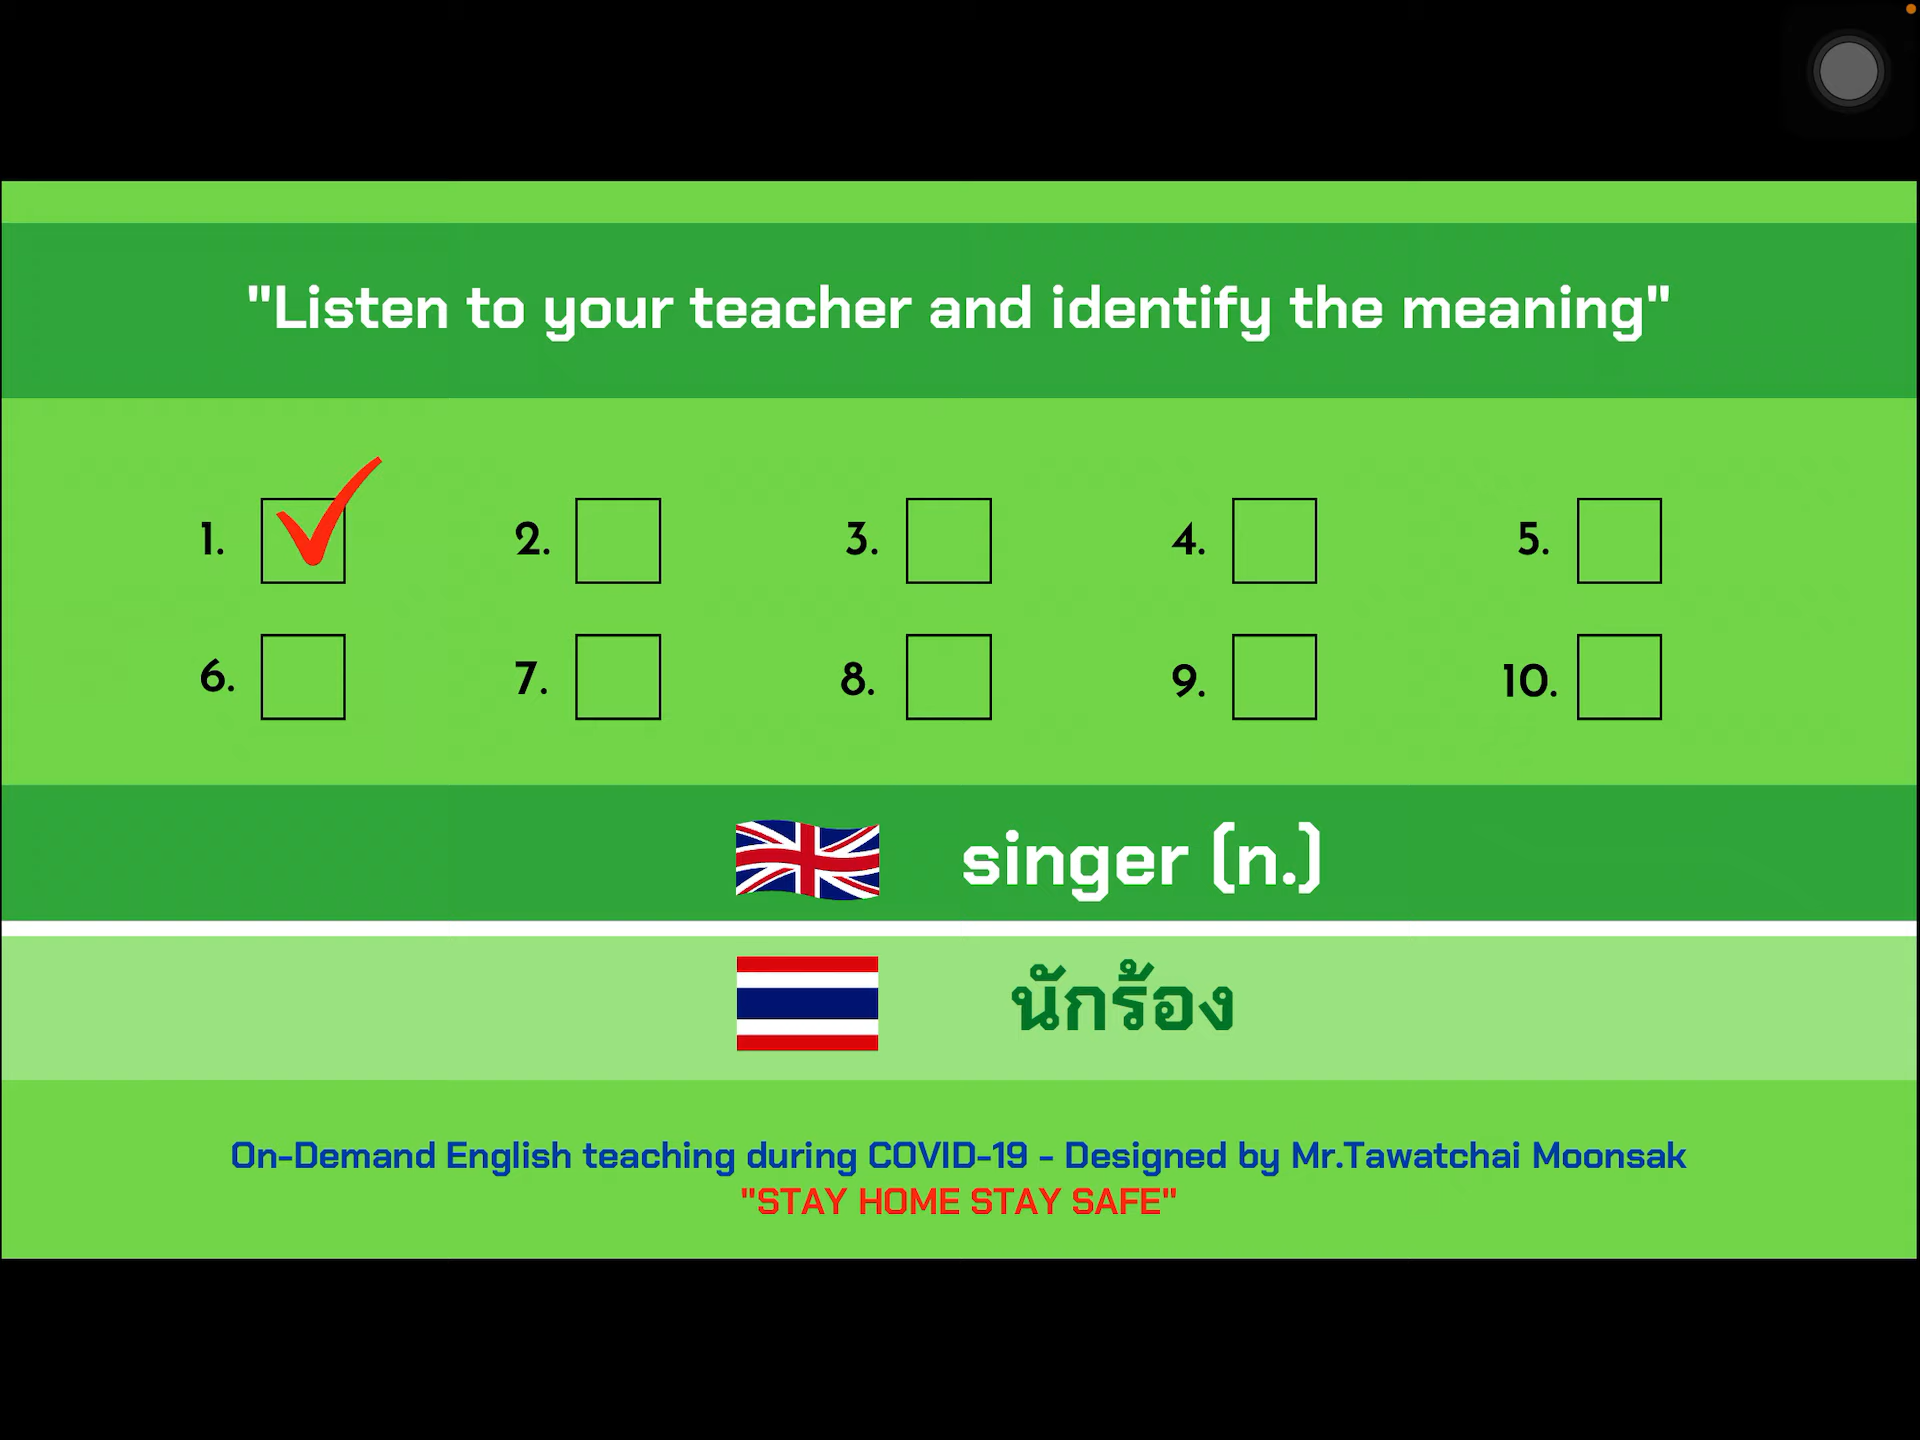 "Listen to your teacher and identify the meaning"
1. 2. 3. 4. 5.
6. 7. 8. 9. 10.
singer (n.)
นักร้อง
On-Demand English teaching during COVID-19 - Designed by Mr.Tawatchai Moonsak
"STAY HOME STAY SAFE"